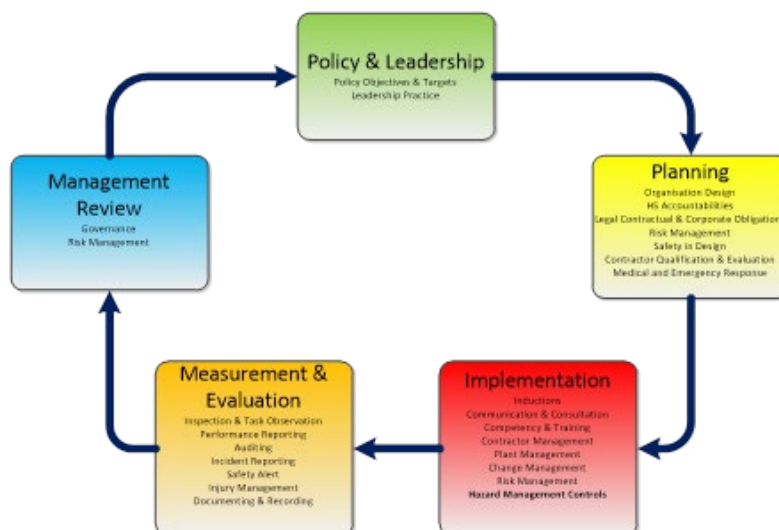 Policy & Leadership
Policy Objectives & Targets
Leadership Practice
Planning
Organisation Design
HS Accountabilities
Legal Contractual & Corporate Obligation
Risk Management
Safety in Design
Contractor Qualification & Evaluation
Medical and Emergency Response
Implementation
Inductions
Communication & Consultation
Competency & Training
Contractor Management
Plant Management
Change Management
Risk Management
Hazard Management Controls
Measurement &
Evaluation
Inspection & Task Observation
Performance Reporting
Auditing
Incident Reporting
Safety Alert
Injury Management
Documenting & Recording
Management
Review
Governance
Risk Management